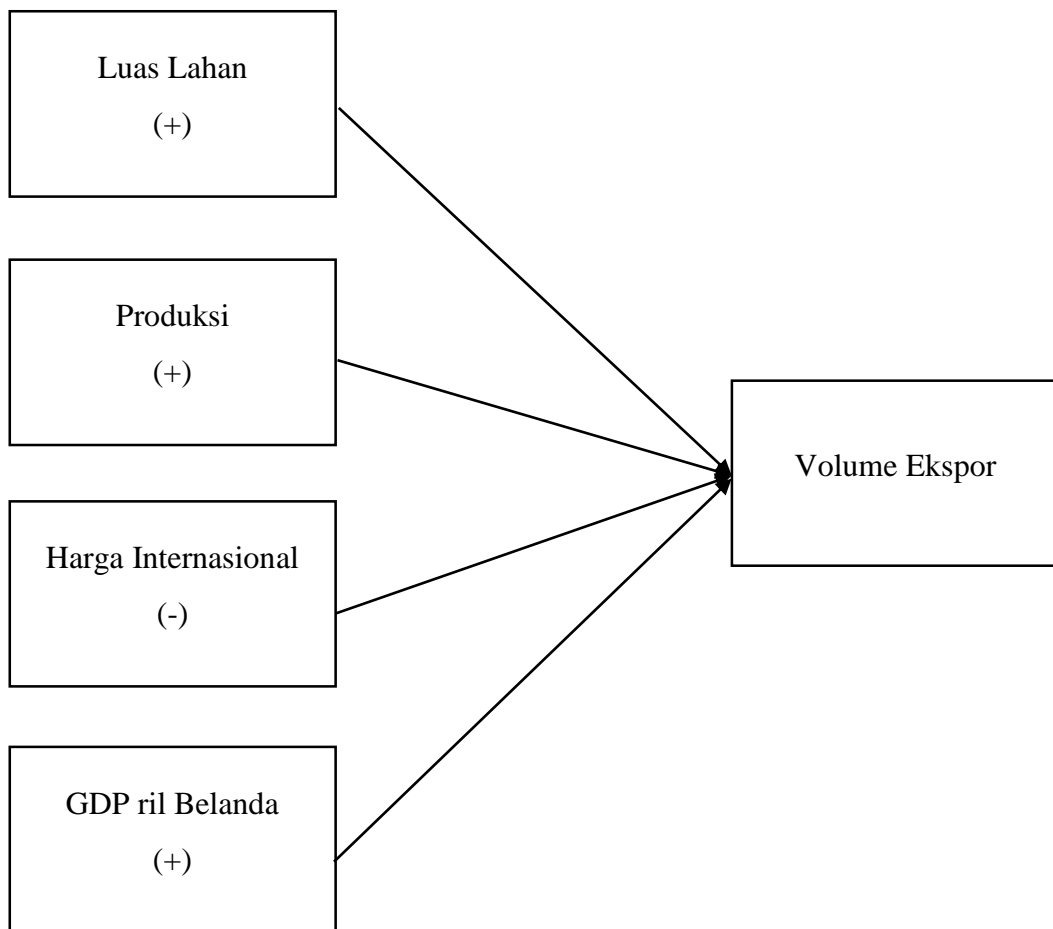 Luas Lahan
(+)
Produksi
(+)
Harga Internasional
(-)
GDP ril Belanda
(+)
Volume Ekspor